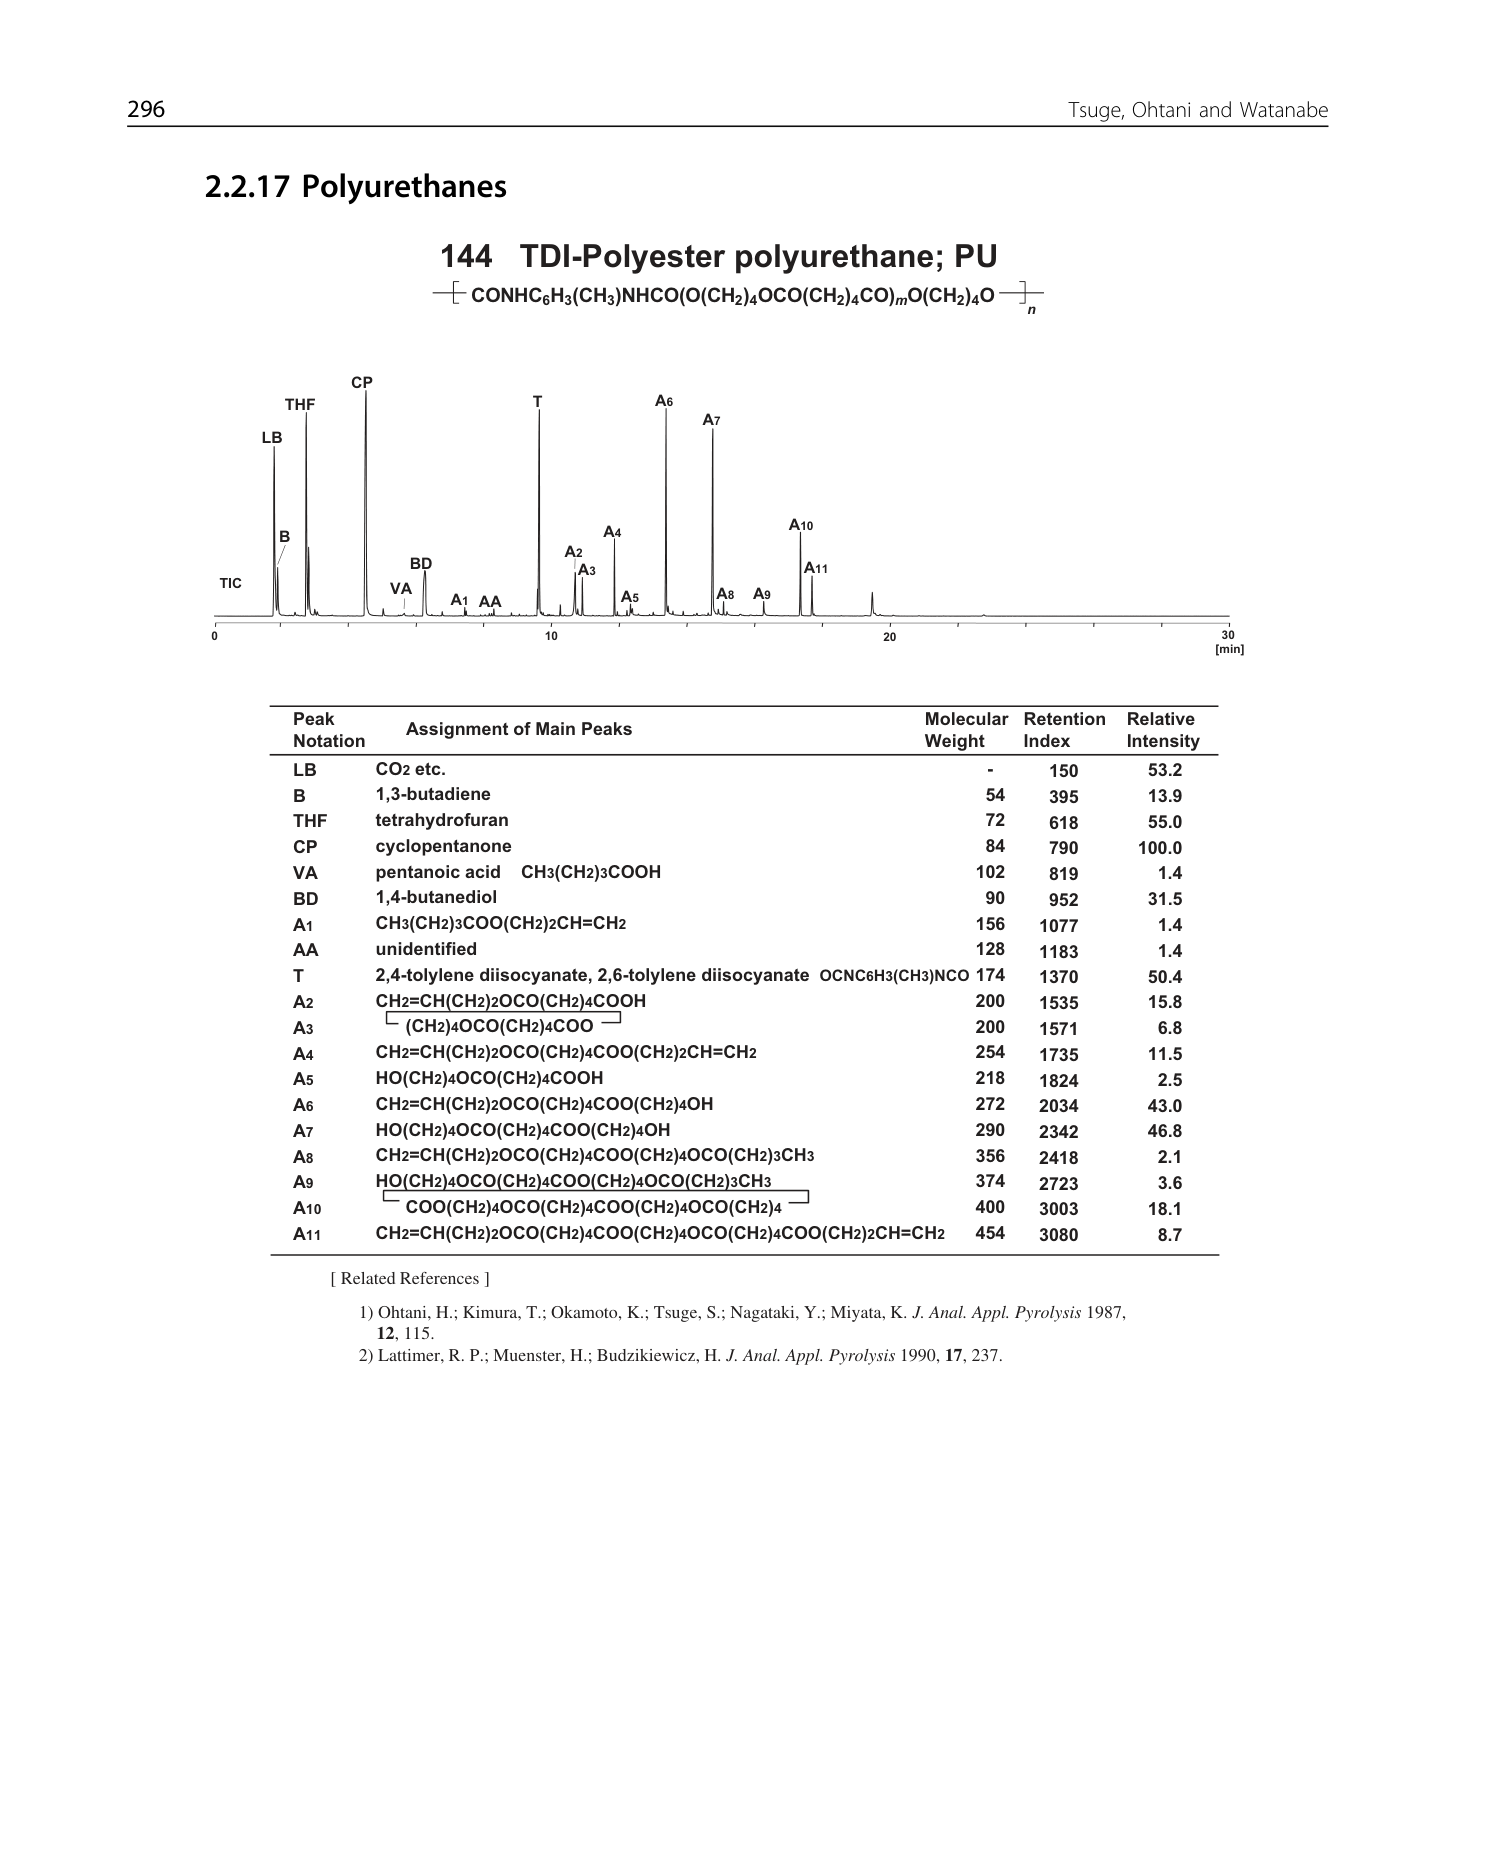 296 Tsuge, Ohtani and Watanabe
2.2.17 Polyurethanes
144 TDI-Polyester polyurethane; PU
[ CONHC6H3(CH3)NHCO(O(CH2)4OCO(CH2)4CO)mO(CH2)4O ]n
CP
THF
T
A6
A7
LB
A10
A4
B
A2
BD
A3
A11
TIC
VA
A1
AA
A5
A8
A9
0 10 20 30
[min]
Peak Notation Assignment of Main Peaks Molecular Weight Retention Index Relative Intensity
LB CO2 etc. - 150 53.2
B 1,3-butadiene 54 395 13.9
THF tetrahydrofuran 72 618 55.0
CP cyclopentanone 84 790 100.0
VA pentanoic acid CH3(CH2)3COOH 102 819 1.4
BD 1,4-butanediol 90 952 31.5
A1 CH3(CH2)3COO(CH2)2CH=CH2 156 1077 1.4
AA unidentified 128 1183 1.4
T 2,4-tolylene diisocyanate, 2,6-tolylene diisocyanate OCNC6H3(CH3)NCO 174 1370 50.4
A2 CH2=CH(CH2)2OCO(CH2)4COOH 200 1535 15.8
A3 (CH2)4OCO(CH2)4COO 200 1571 6.8
A4 CH2=CH(CH2)2OCO(CH2)4COO(CH2)2CH=CH2 254 1735 11.5
A5 HO(CH2)4OCO(CH2)4COOH 218 1824 2.5
A6 CH2=CH(CH2)2OCO(CH2)4COO(CH2)4OH 272 2034 43.0
A7 HO(CH2)4OCO(CH2)4COO(CH2)4OH 290 2342 46.8
A8 CH2=CH(CH2)2OCO(CH2)4COO(CH2)4OCO(CH2)3CH3 356 2418 2.1
A9 HO(CH2)4OCO(CH2)4COO(CH2)4OCO(CH2)3CH3 374 2723 3.6
A10 COO(CH2)4OCO(CH2)4COO(CH2)4OCO(CH2)4 400 3003 18.1
A11 CH2=CH(CH2)2OCO(CH2)4COO(CH2)4OCO(CH2)4COO(CH2)2CH=CH2 454 3080 8.7
[ Related References ]
1) Ohtani, H.; Kimura, T.; Okamoto, K.; Tsuge, S.; Nagataki, Y.; Miyata, K. J. Anal. Appl. Pyrolysis 1987,
12, 115.
2) Lattimer, R. P.; Muenster, H.; Budzikiewicz, H. J. Anal. Appl. Pyrolysis 1990, 17, 237.